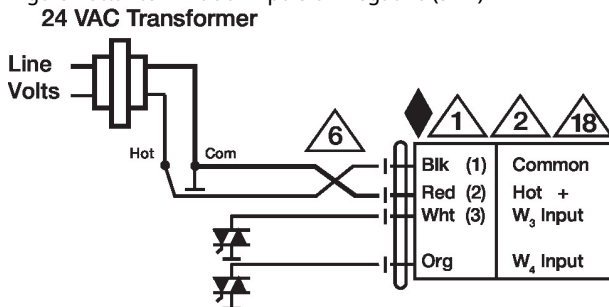 24 VAC Transformer
Line
Volts
Hot
Com
6
1
2
18
Blk (1) Common
Red (2) Hot +
Wht (3) W3 Input
Org W4 Input